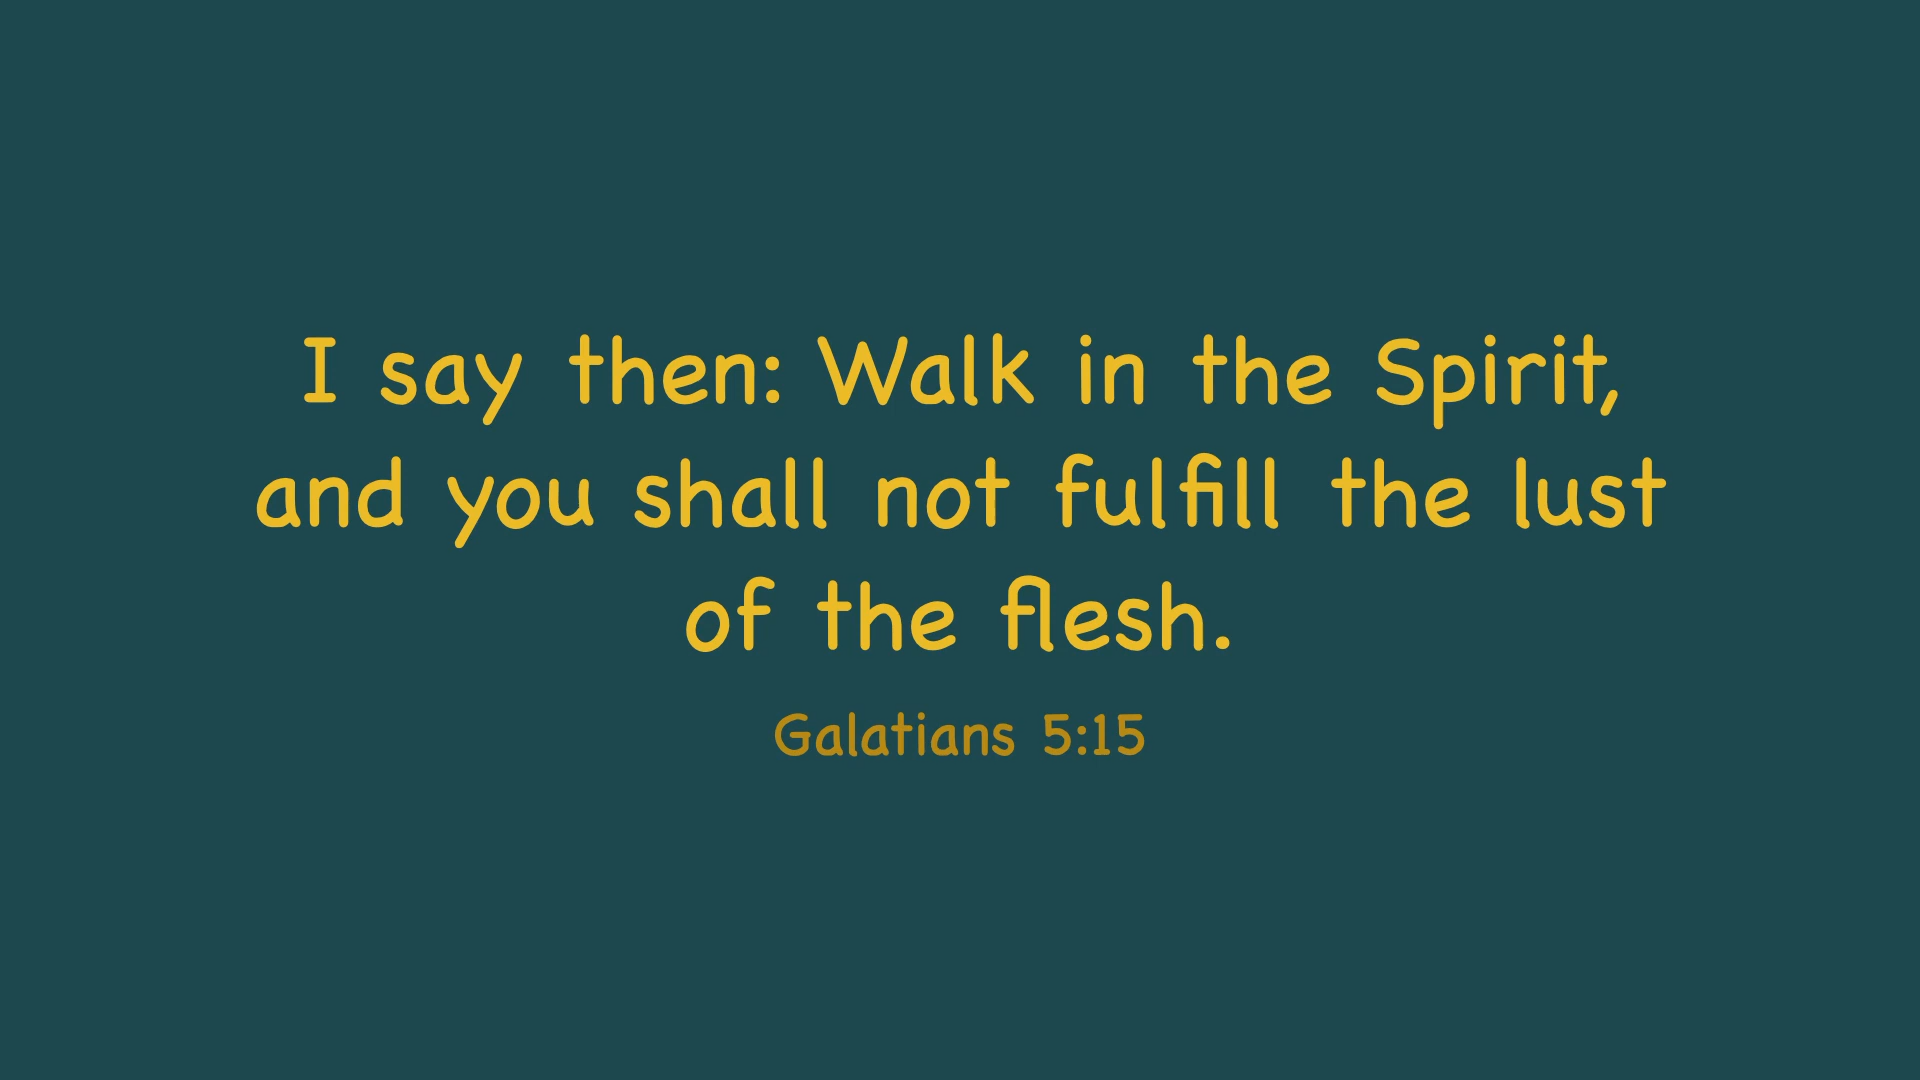 I say then: Walk in the Spirit,
and you shall not fulfill the lust
of the flesh.
Galatians 5:15